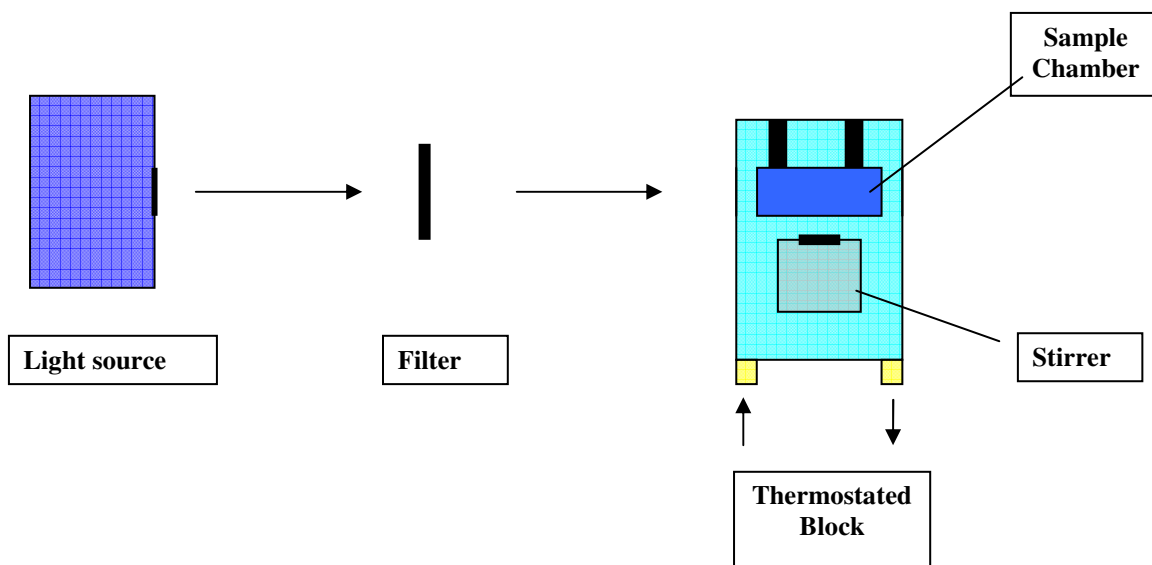 Sample
Chamber
Light source
Filter
Stirrer
Thermostated
Block